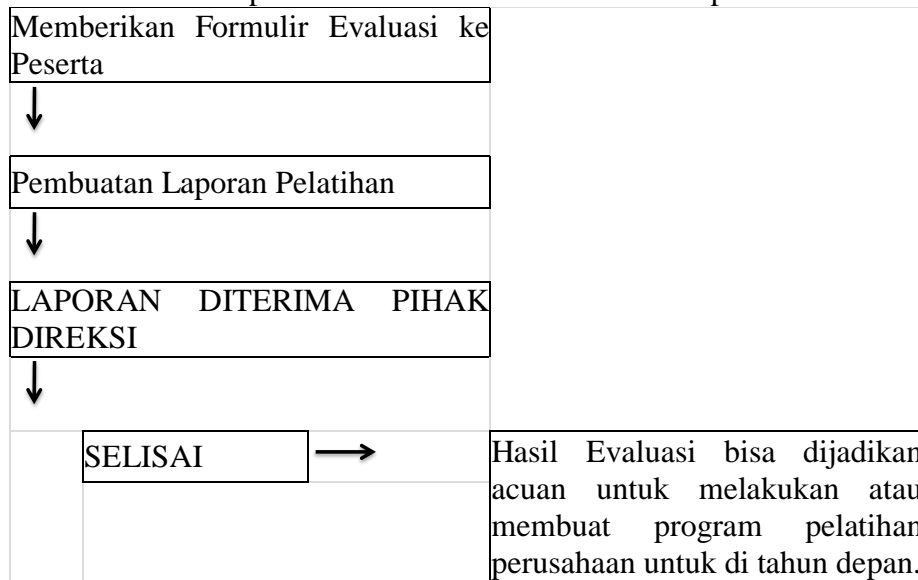 Memberikan Formulir Evaluasi ke
Peserta
Pembuatan Laporan Pelatihan
LAPORAN DITERIMA PIHAK
DIREKSI
SELISAI
Hasil Evaluasi bisa dijadikan
acuan untuk melakukan atau
membuat program pelatihan
perusahaan untuk di tahun depan.